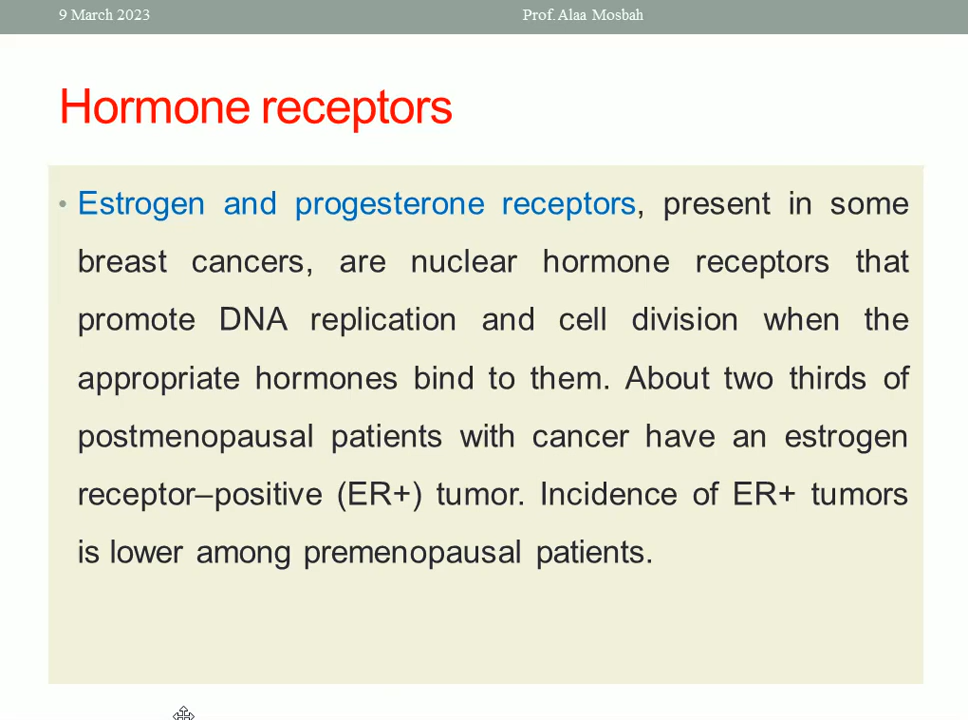 9 March 2023 Prof. Alaa Mosbah
Hormone receptors
• Estrogen and progesterone receptors, present in some
breast cancers, are nuclear hormone receptors that
promote DNA replication and cell division when the
appropriate hormones bind to them. About two thirds of
postmenopausal patients with cancer have an estrogen
receptor–positive (ER+) tumor. Incidence of ER+ tumors
is lower among premenopausal patients.